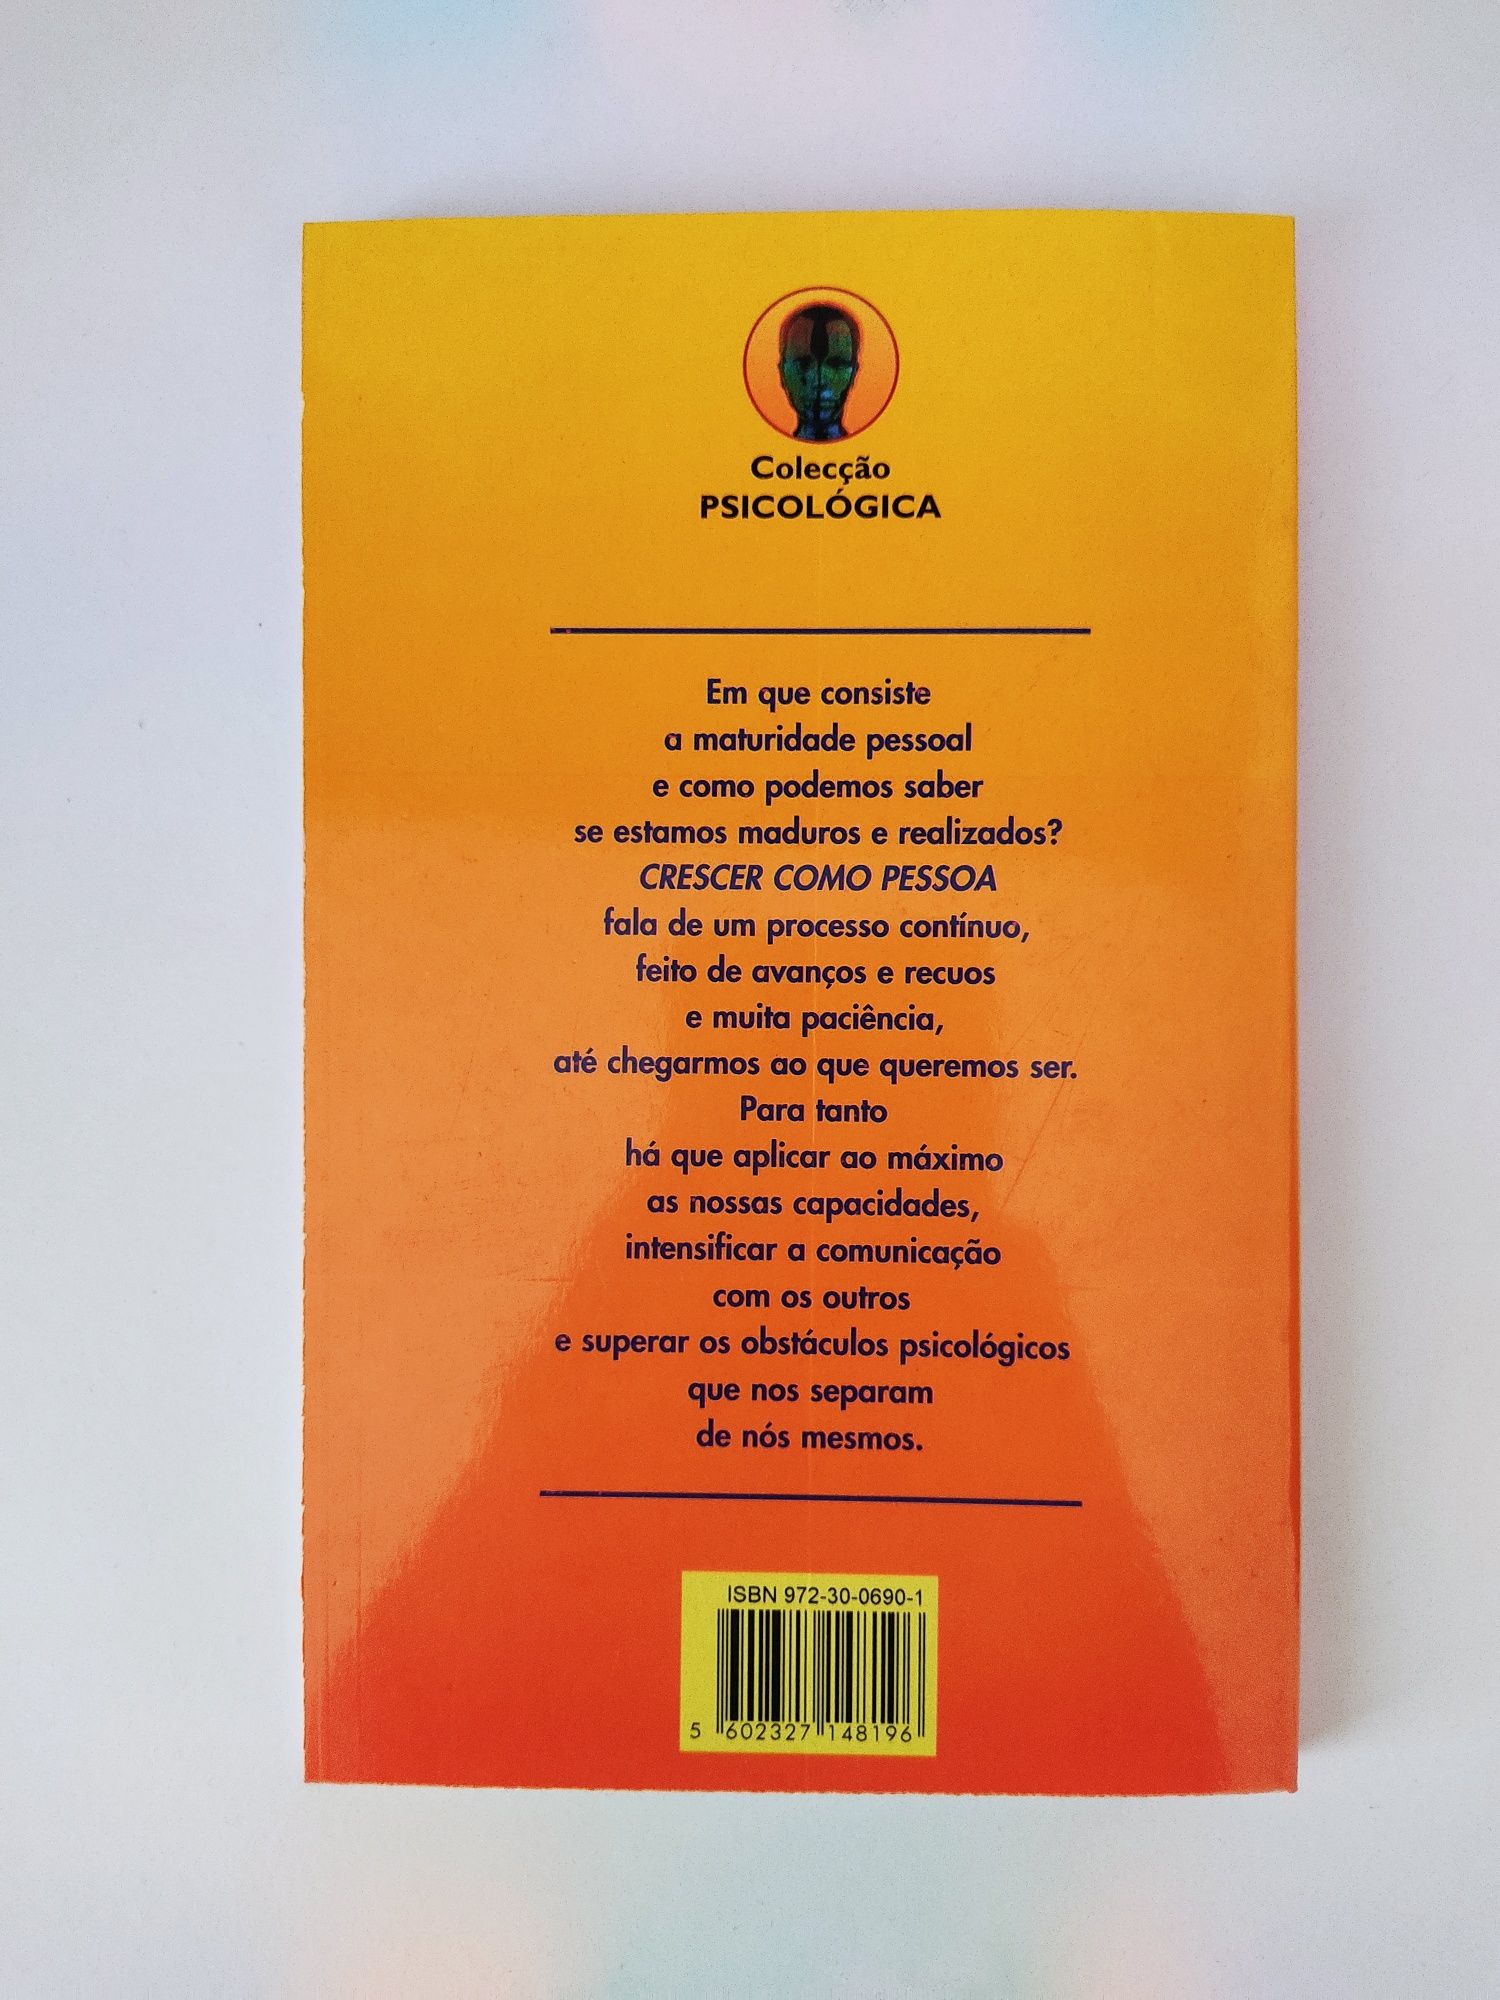 Colecção
PSICOLÓGICA
Em que consiste
a maturidade pessoal
e como podemos saber
se estamos maduros e realizados?
CRESCER COMO PESSOA
fala de um processo contínuo,
feito de avanços e recuos
e muita paciência,
até chegarmos ao que queremos ser.
Para tanto
há que aplicar ao máximo
as nossas capacidades,
intensificar a comunicação
com os outros
e superar os obstáculos psicológicos
que nos separam
de nós mesmos.
ISBN 972-30-0690-1
5 602327 148196